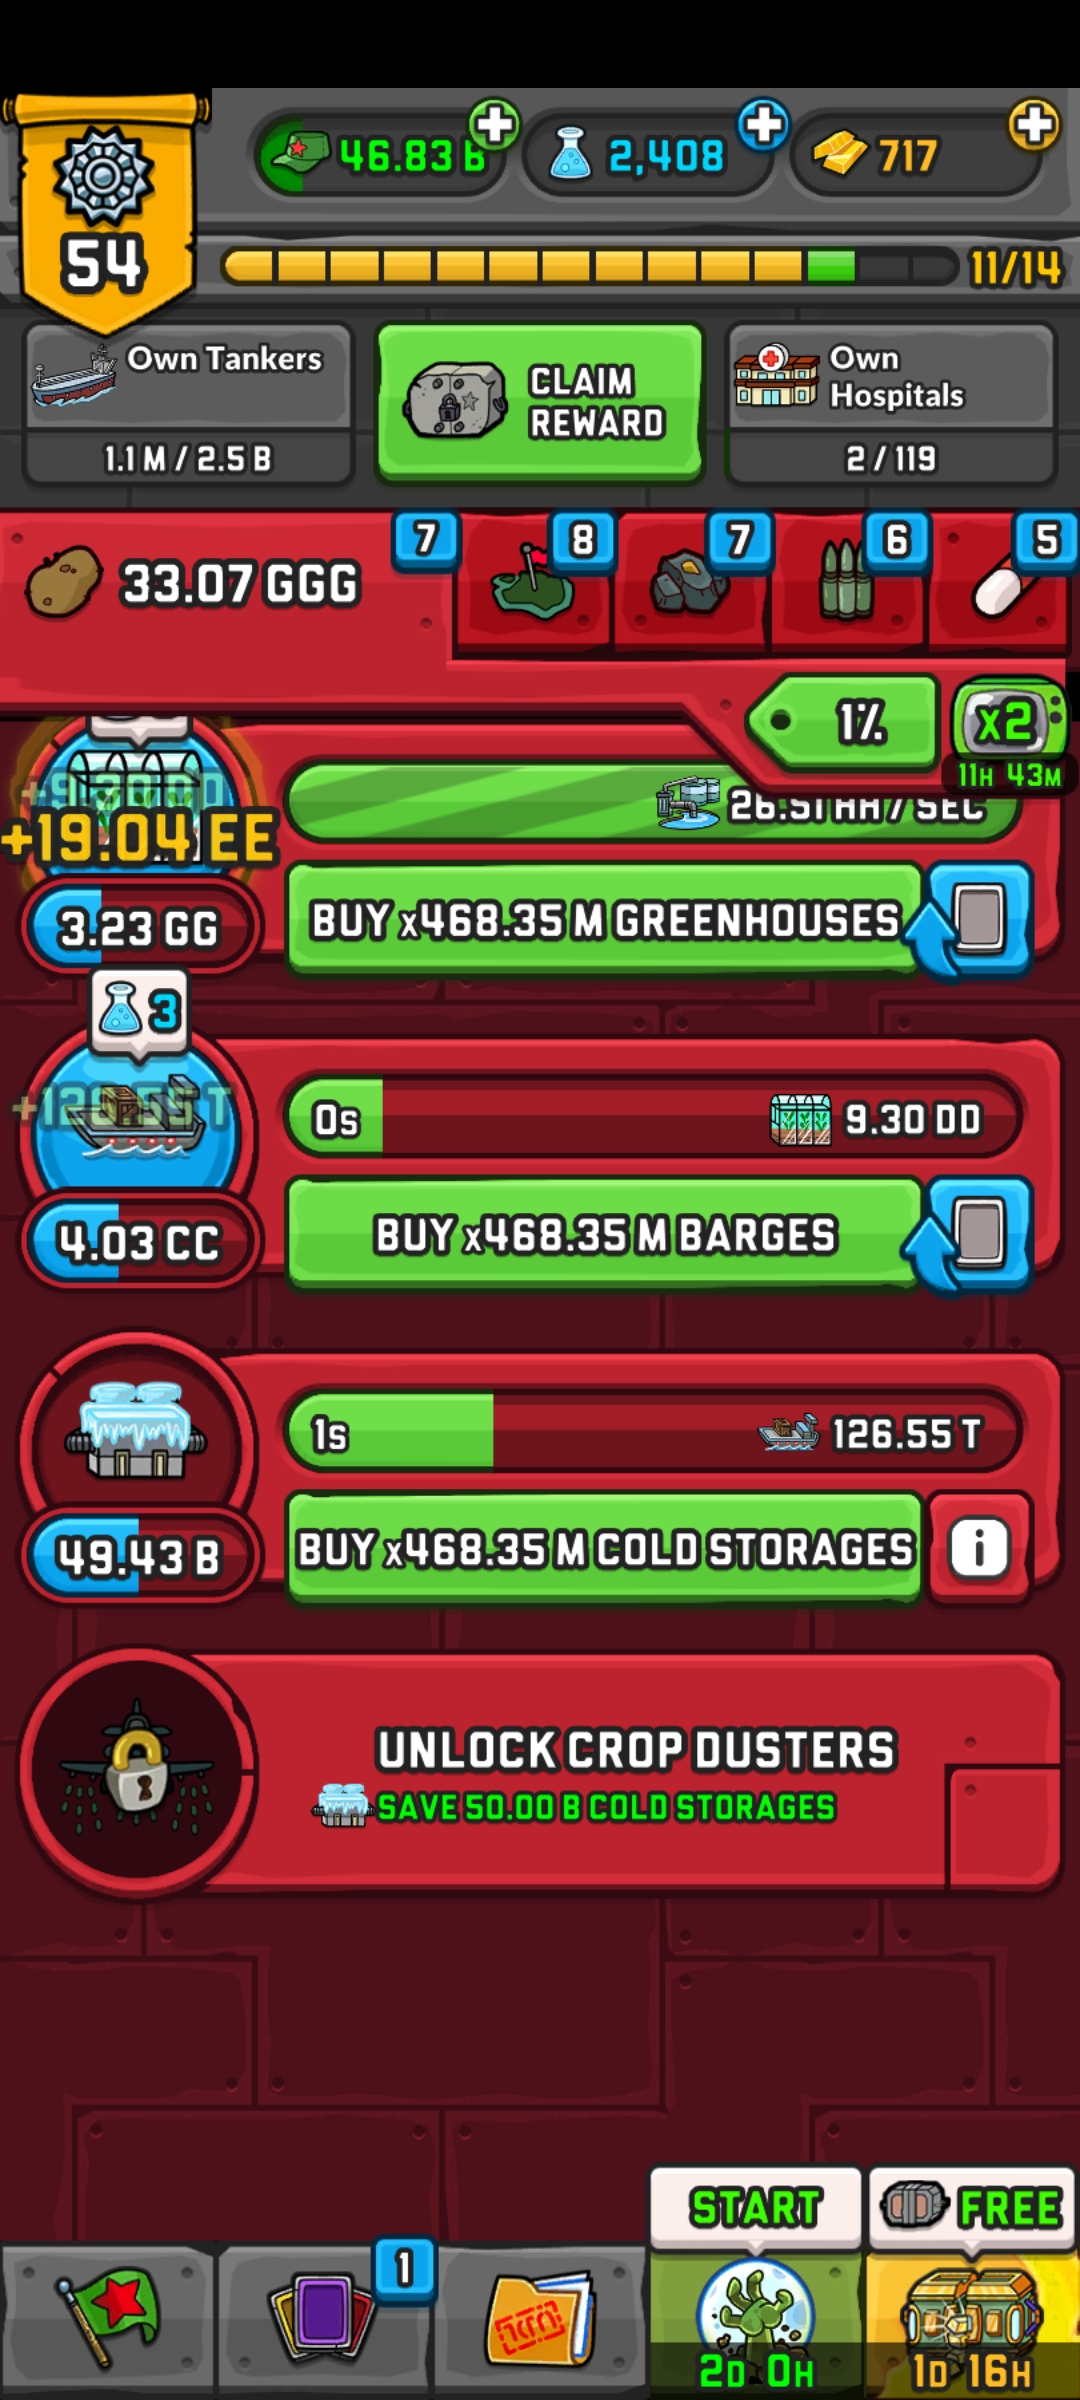 46.83 B
2,408
717
54
11/14
Own Tankers
1.1 M / 2.5 B
CLAIM
REWARD
Own
Hospitals
2 / 119
33.07 GGG
7
8
7
6
5
1%
x2
11H 43M
+19.04 EE
26.51 HH / SEC
3.23 GG
BUY x468.35 M GREENHOUSES
3
+126.55 T
0s
9.30 DD
4.03 CC
BUY x468.35 M BARGES
1s
126.55 T
49.43 B
BUY x468.35 M COLD STORAGES
i
UNLOCK CROP DUSTERS
SAVE 50.00 B COLD STORAGES
START
FREE
1
2D 0H
1D 16H